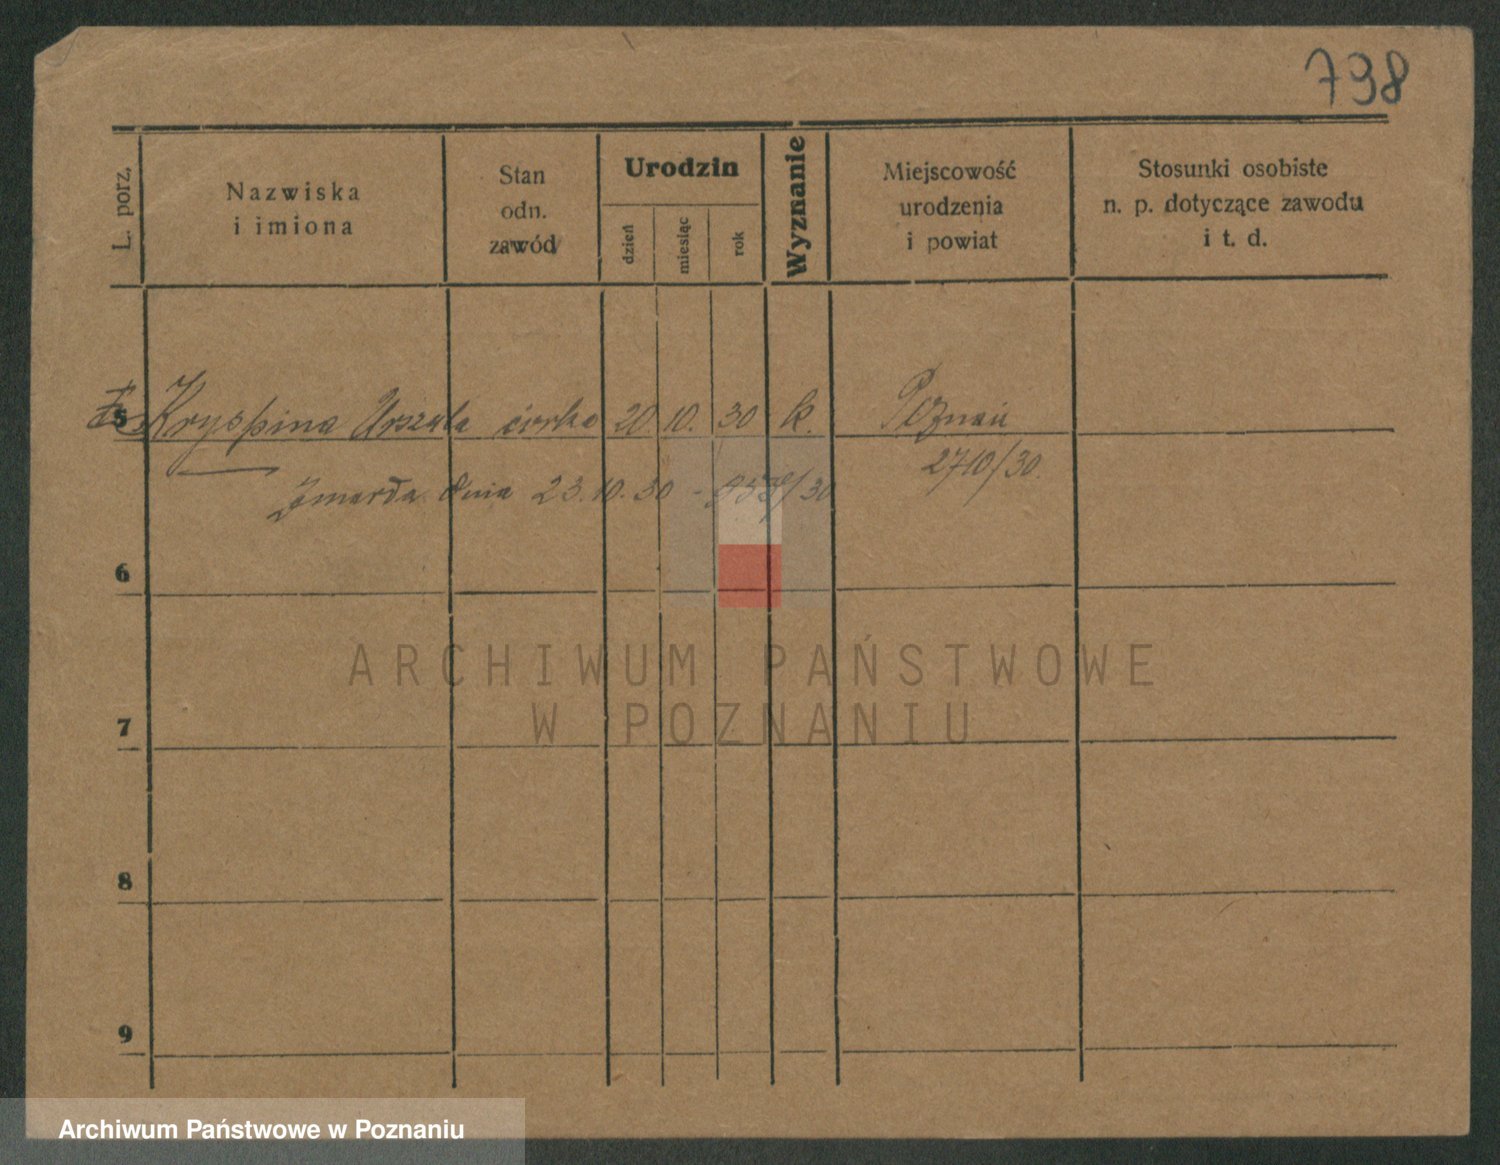 798
L. porz.
Nazwiska
i imiona
Stan
odn.
zawód
Urodzin
dzień
miesiąc
rok
Wyznanie
Miejscowość
urodzenia
i powiat
Stosunki osobiste
n. p. dotyczące zawodu
i t. d.
5 Kryspina Urszula córka 20. 10. 30 k. Poznań
2710/30.
Zmarła dnia 23.10.30 - /30
6
7
8
9
ARCHIWUM PAŃSTWOWE
W POZNANIU
Archiwum Państwowe w Poznaniu